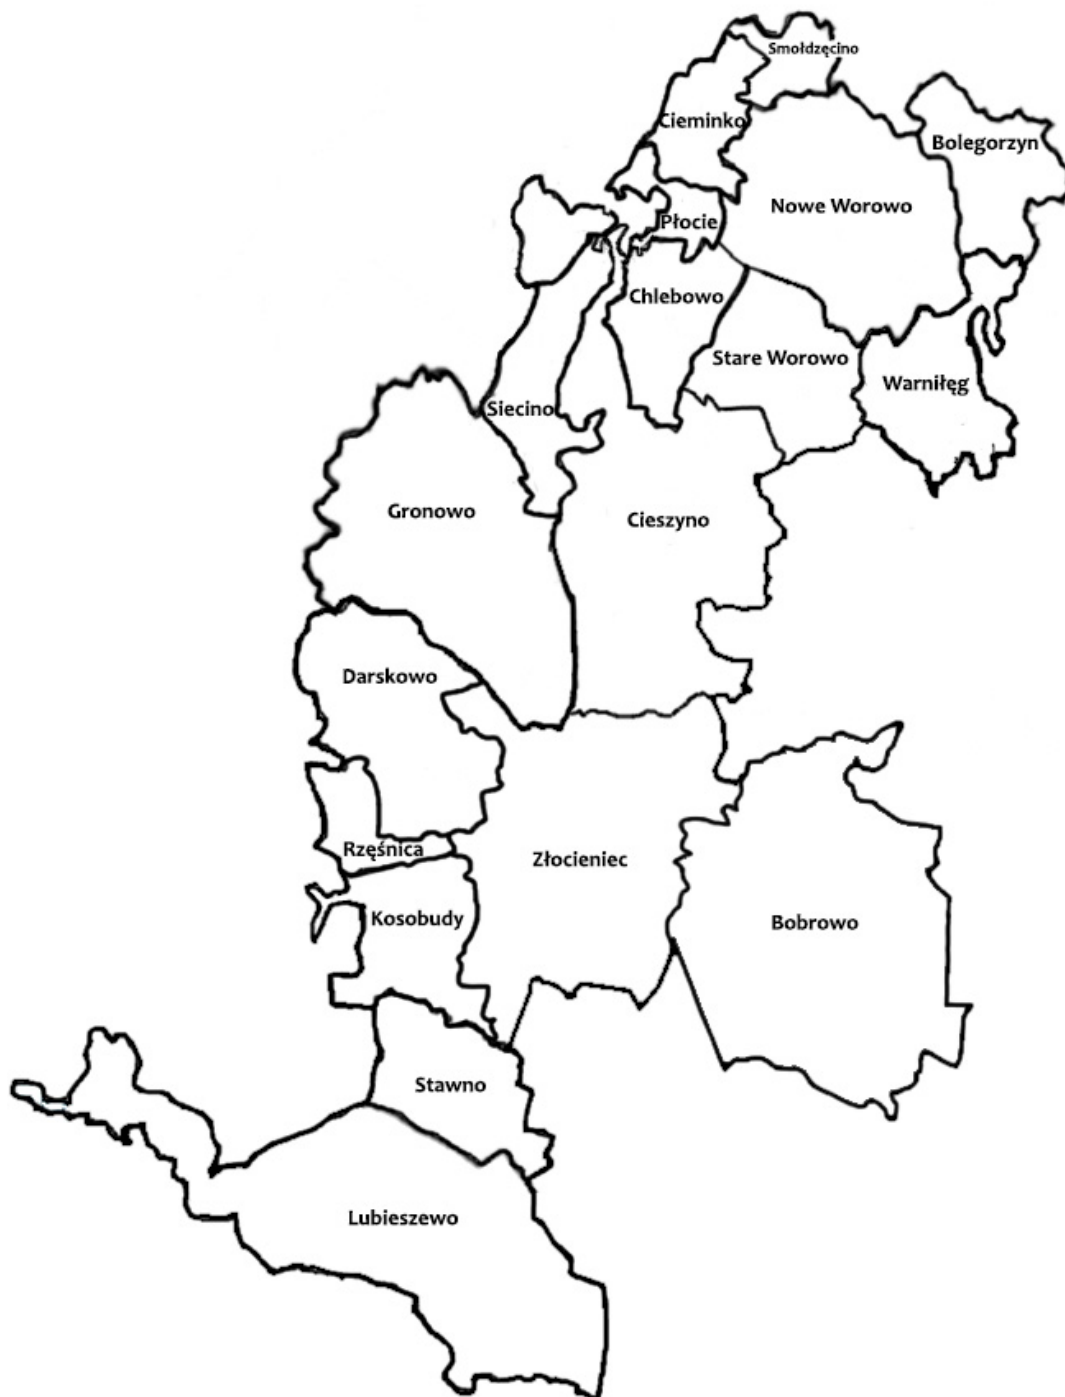 Smołdzęcino
Cieminko
Bolegorzyn
Nowe Worowo
Płocie
Chlebowo
Stare Worowo
Warniłęg
Siecino
Gronowo
Cieszyno
Darskowo
Rzęśnica
Złocieniec
Kosobudy
Bobrowo
Stawno
Lubieszewo